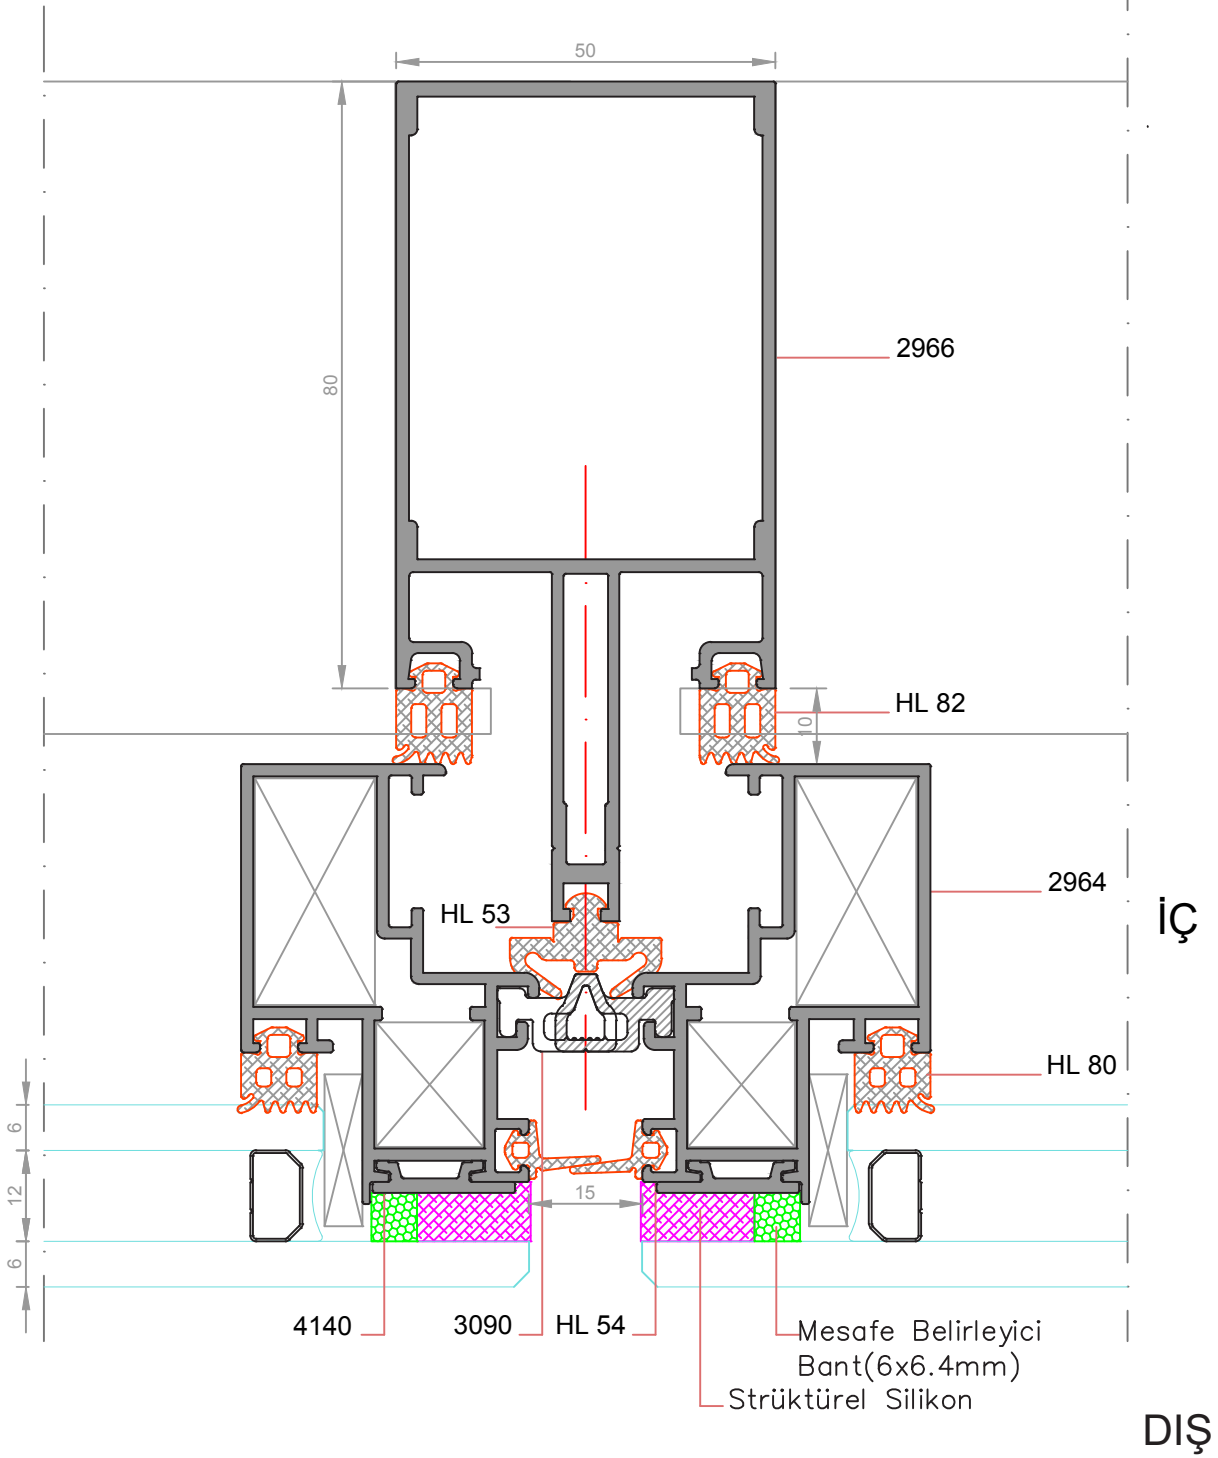 50
2966
80
HL 82
10
2964
HL 53
İÇ
HL 80
6
12
15
6
4140
3090
HL 54
Mesafe Belirleyici
Bant(6x6.4mm)
Strüktürel Silikon
DIŞ